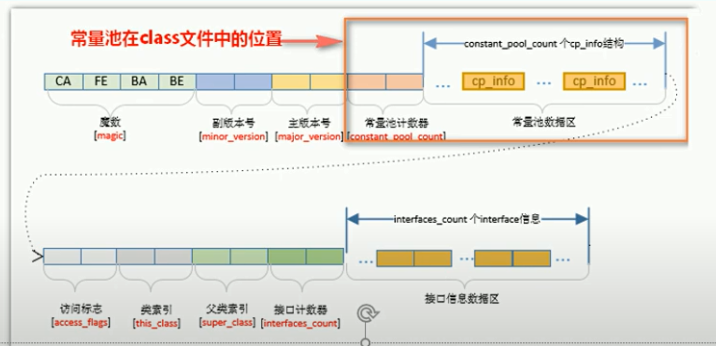 常量池在class文件中的位置
constant_pool_count 个cp_info结构
CA FE BA BE ... cp_info ... cp_info ...
魔数 副版本号 主版本号 常量池计数器 常量池数据区
[magic] [minor_version] [major_version] [constant_pool_count]
interfaces_count 个interface信息
... ... ...
访问标志 类索引 父类索引 接口计数器 接口信息数据区
[access_flags] [this_class] [super_class] [interfaces_count]